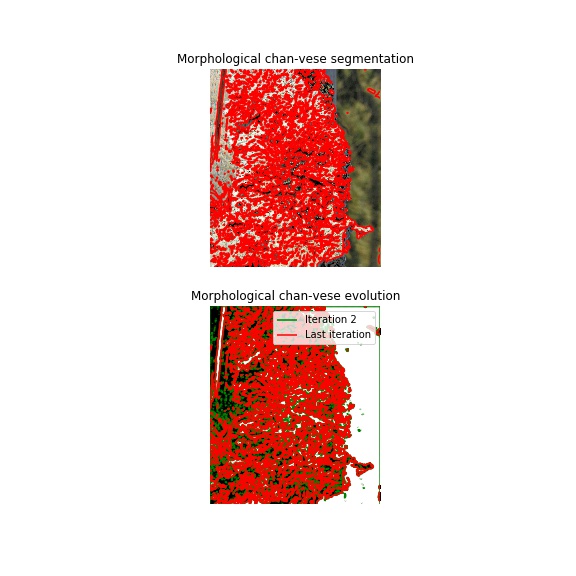 Morphological chan-vese segmentation
Morphological chan-vese evolution
Iteration 2
Last iteration